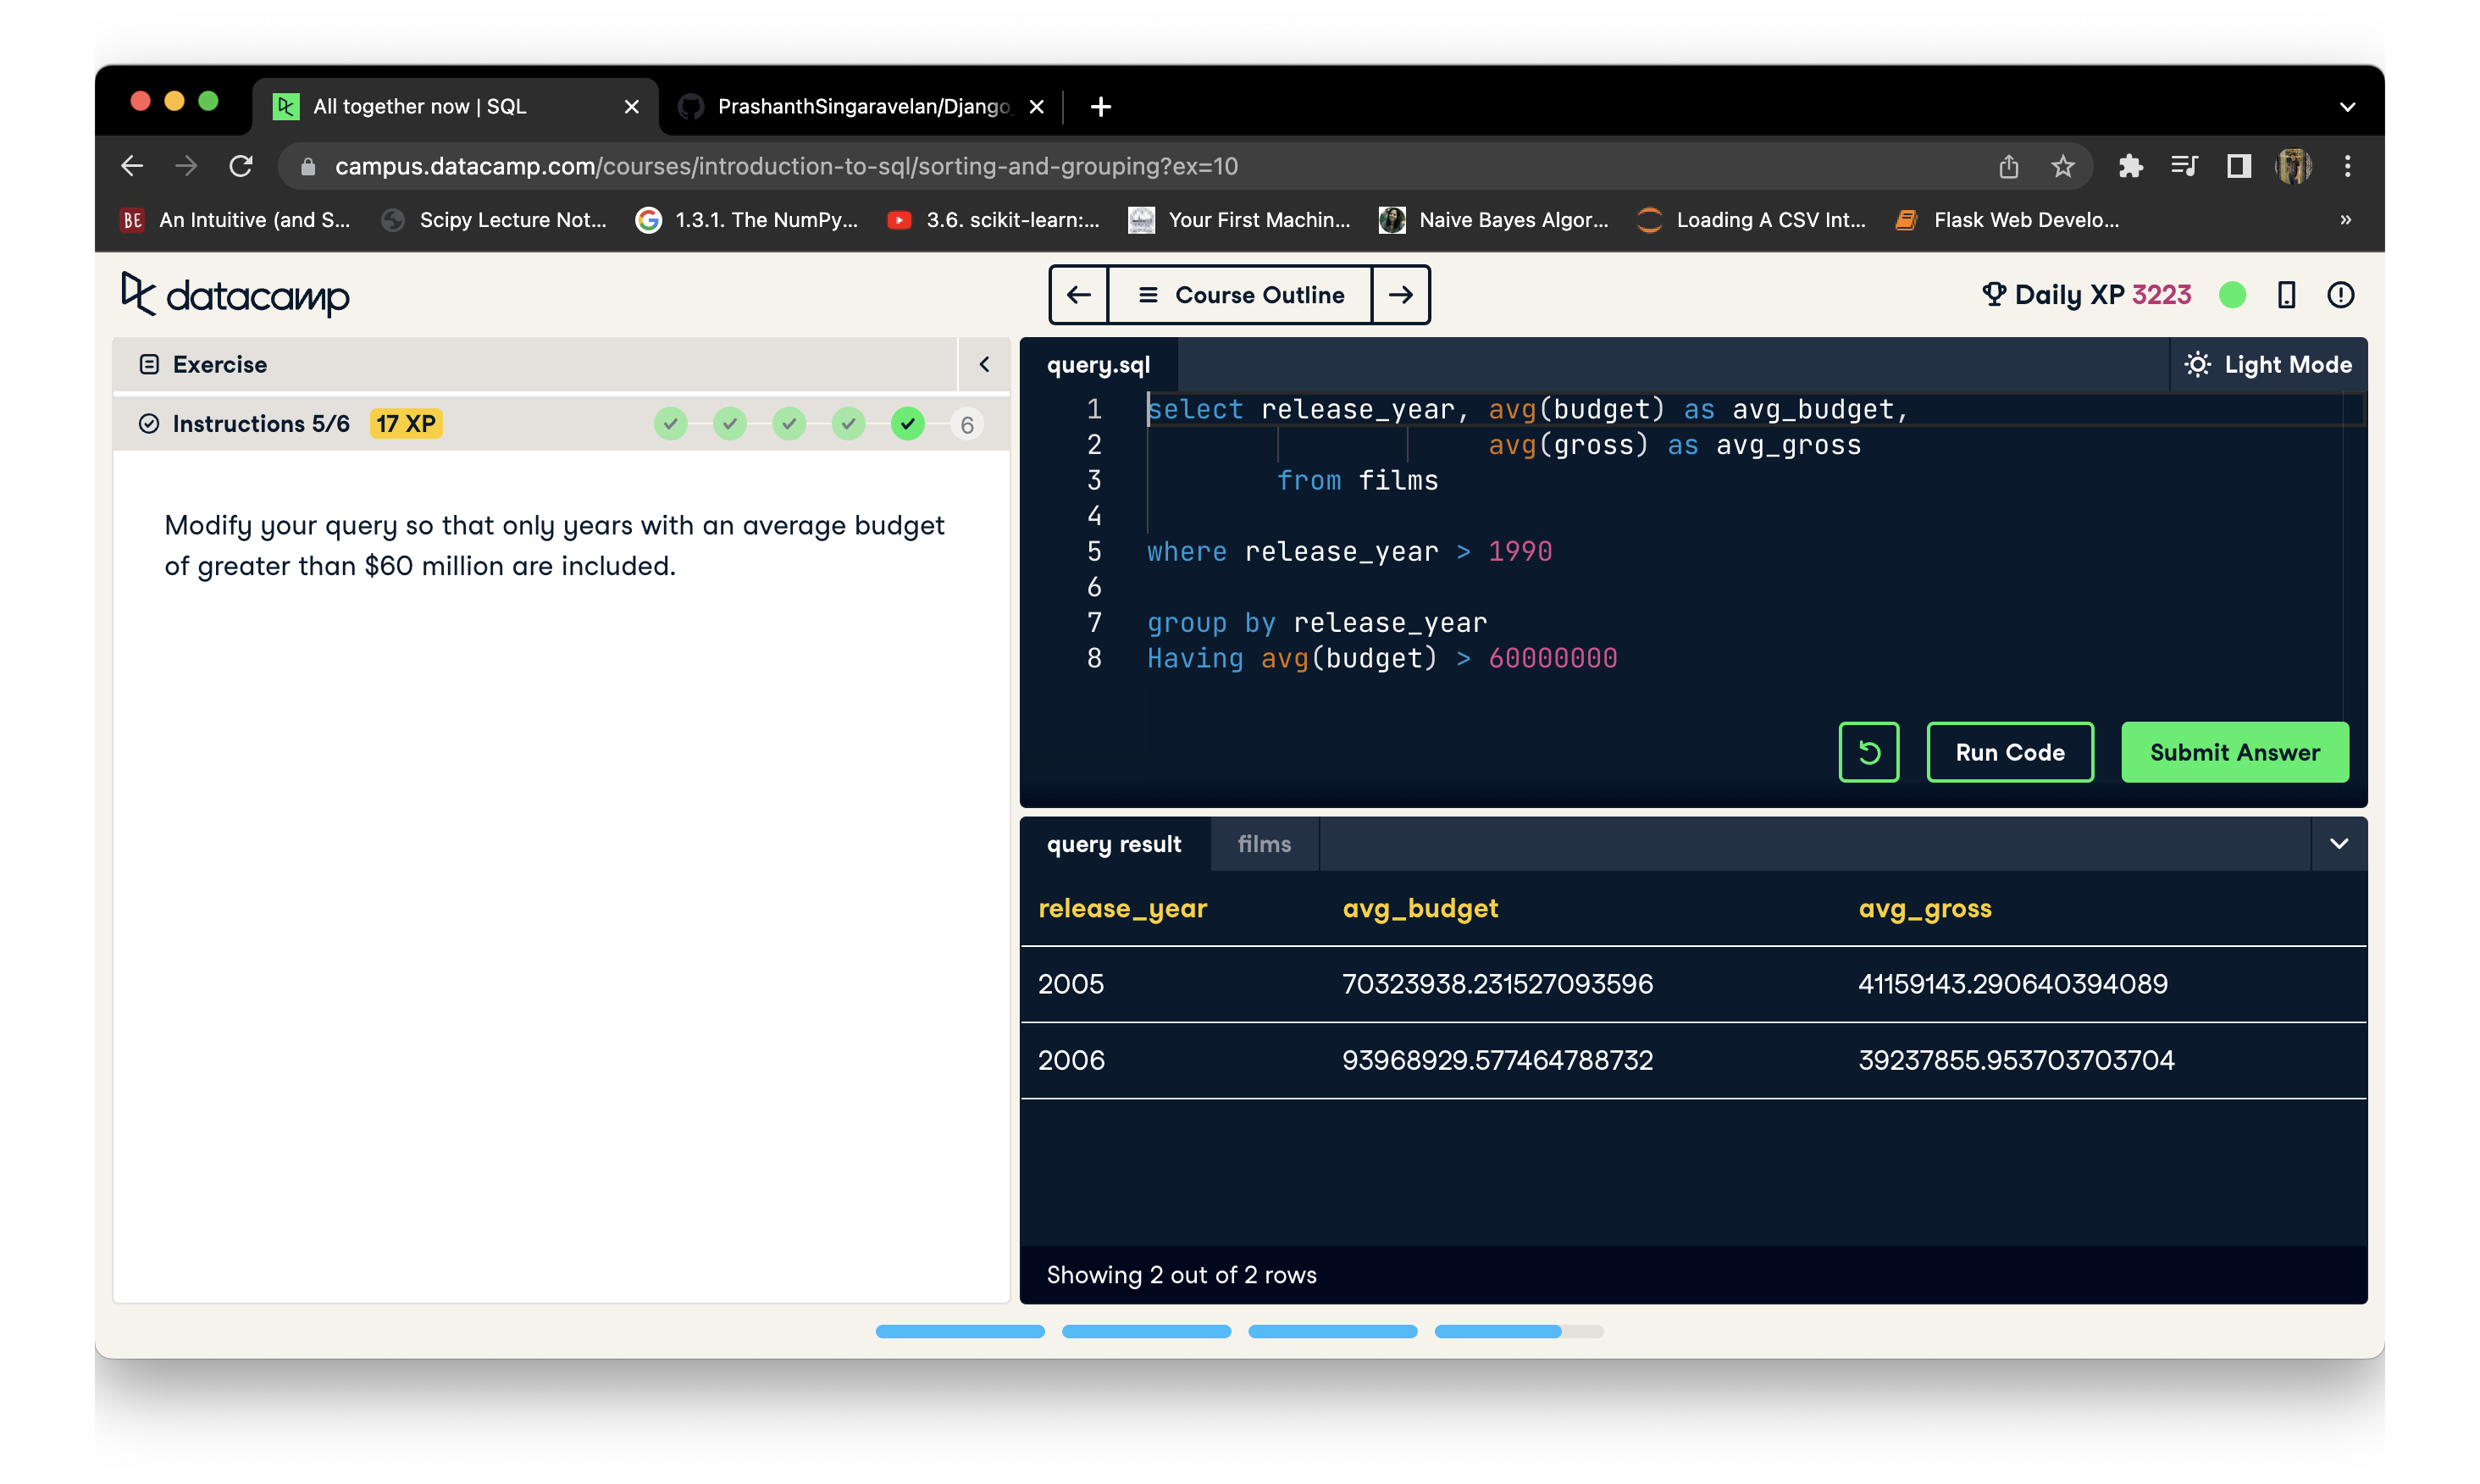 All together now | SQL
PrashanthSingaravelan/Django
campus.datacamp.com/courses/introduction-to-sql/sorting-and-grouping?ex=10
BE An Intuitive (and S... Scipy Lecture Not... 1.3.1. The NumPy... 3.6. scikit-learn:... Your First Machin... Naive Bayes Algor... Loading A CSV Int... Flask Web Develo... »
datacamp
Course Outline
Daily XP 3223
Exercise
Instructions 5/6 17 XP 6
Modify your query so that only years with an average budget
of greater than $60 million are included.
query.sql
Light Mode
1 select release_year, avg(budget) as avg_budget,
2 avg(gross) as avg_gross
3 from films
4
5 where release_year > 1990
6
7 group by release_year
8 Having avg(budget) > 60000000
Run Code
Submit Answer
query result films
release_year avg_budget avg_gross
2005 70323938.231527093596 41159143.290640394089
2006 93968929.577464788732 39237855.953703703704
Showing 2 out of 2 rows